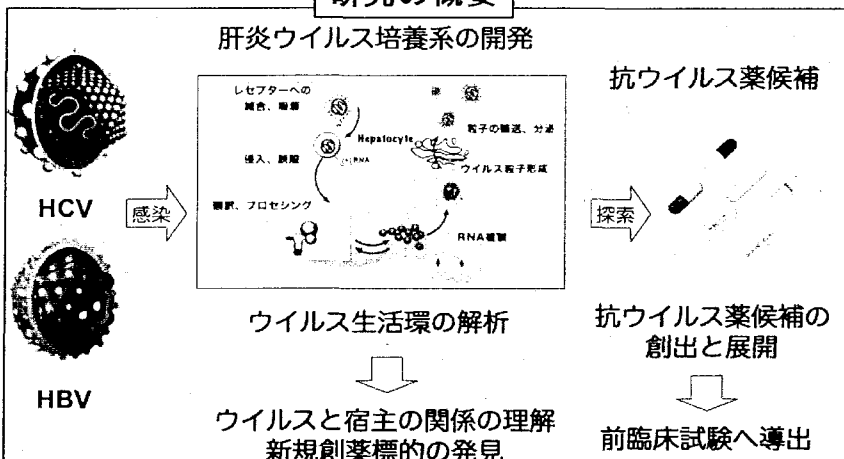 研究の概要
肝炎ウイルス培養系の開発
抗ウイルス薬候補
HCV
感染
レセプターへの
吸着
侵入、脱殻
Hepatocyte
RNA
翻訳、プロセシング
粒子の輸送、分泌
ウイルス粒子形成
RNA複製
探索
HBV
ウイルス生活環の解析
抗ウイルス薬候補の
創出と展開
ウイルスと宿主の関係の理解
新規創薬標的の発見
前臨床試験へ導出